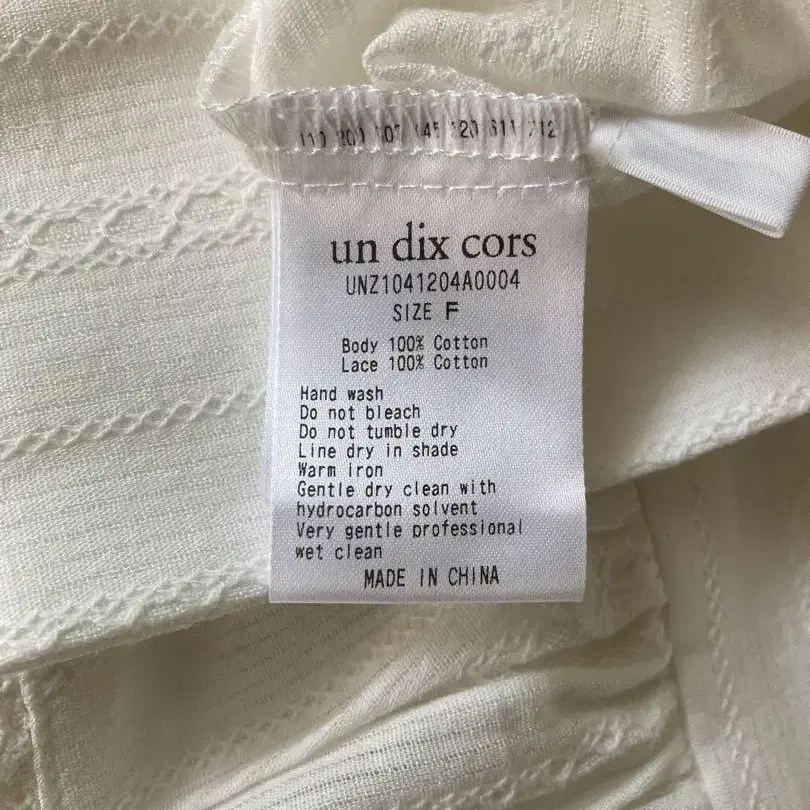 un dix cors
UNZ1041204A0004
SIZE F
Body 100% Cotton
Lace 100% Cotton
Hand wash
Do not bleach
Do not tumble dry
Line dry in shade
Warm iron
Gentle dry clean with
hydrocarbon solvent
Very gentle professional
wet clean
MADE IN CHINA